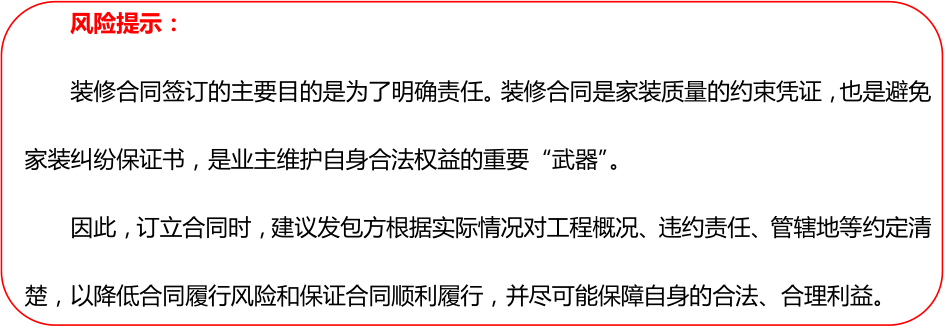 风险提示：
装修合同签订的主要目的是为了明确责任。装修合同是家装质量的约束凭证，也是避免
家装纠纷保证书，是业主维护自身合法权益的重要“武器”。
因此，订立合同时，建议发包方根据实际情况对工程概况、违约责任、管辖地等约定清
楚，以降低合同履行风险和保证合同顺利履行，并尽可能保障自身的合法、合理利益。